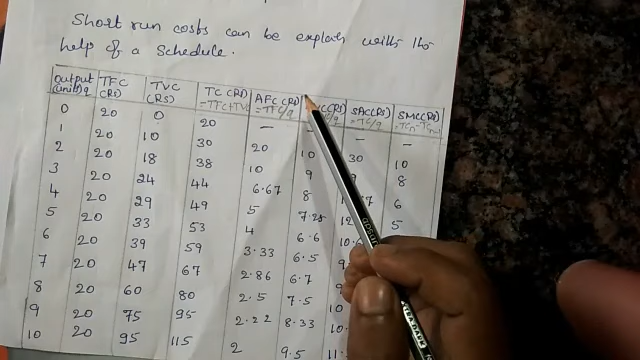 Short run costs can be explain with the
help of a schedule.
output (units) q TFC (RS) TVC (RS) TC (RS) =TFC+TVC AFC (RS) =TFC/q (RS) /q SAC(RS) =TC/q SMC(RS) =TCn-TCn-1
0 20 0 20 — — —
1 20 10 30 20 10 30 10
2 20 18 38 10 9 8
3 20 24 44 6.67 8 6
4 20 29 49 5 7.25 5
5 20 33 53 4 6.6
6 20 39 59 3.33 6.5
7 20 47 67 2.86 6.7
8 20 60 80 2.5 7.5
9 20 75 95 2.22 8.33
10 20 95 115 2 9.5